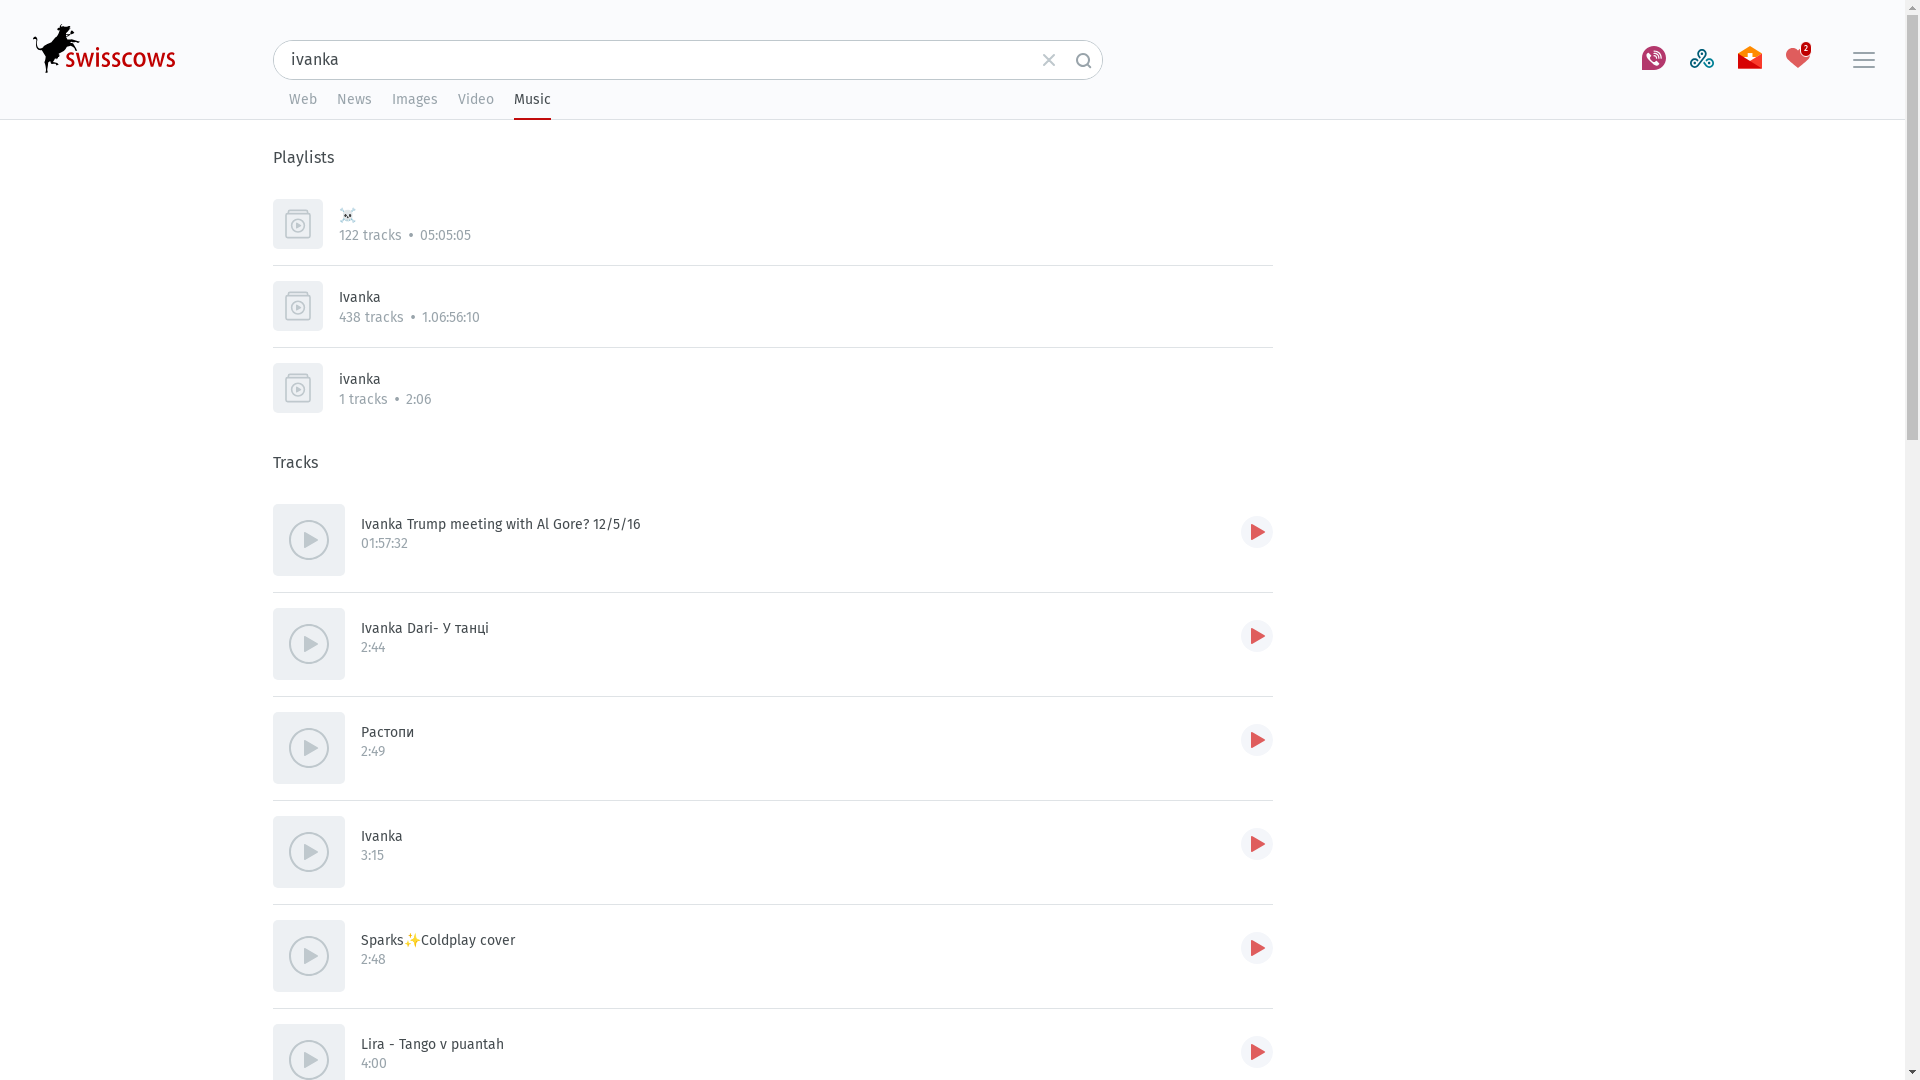 swisscows
ivanka
2
Web News Images Video Music
Playlists
☠️
122 tracks • 05:05:05
Ivanka
438 tracks • 1.06:56:10
ivanka
1 tracks • 2:06
Tracks
Ivanka Trump meeting with Al Gore? 12/5/16
01:57:32
Ivanka Dari- У танці
2:44
Растопи
2:49
Ivanka
3:15
Sparks✨Coldplay cover
2:48
Lira - Tango v puantah
4:00